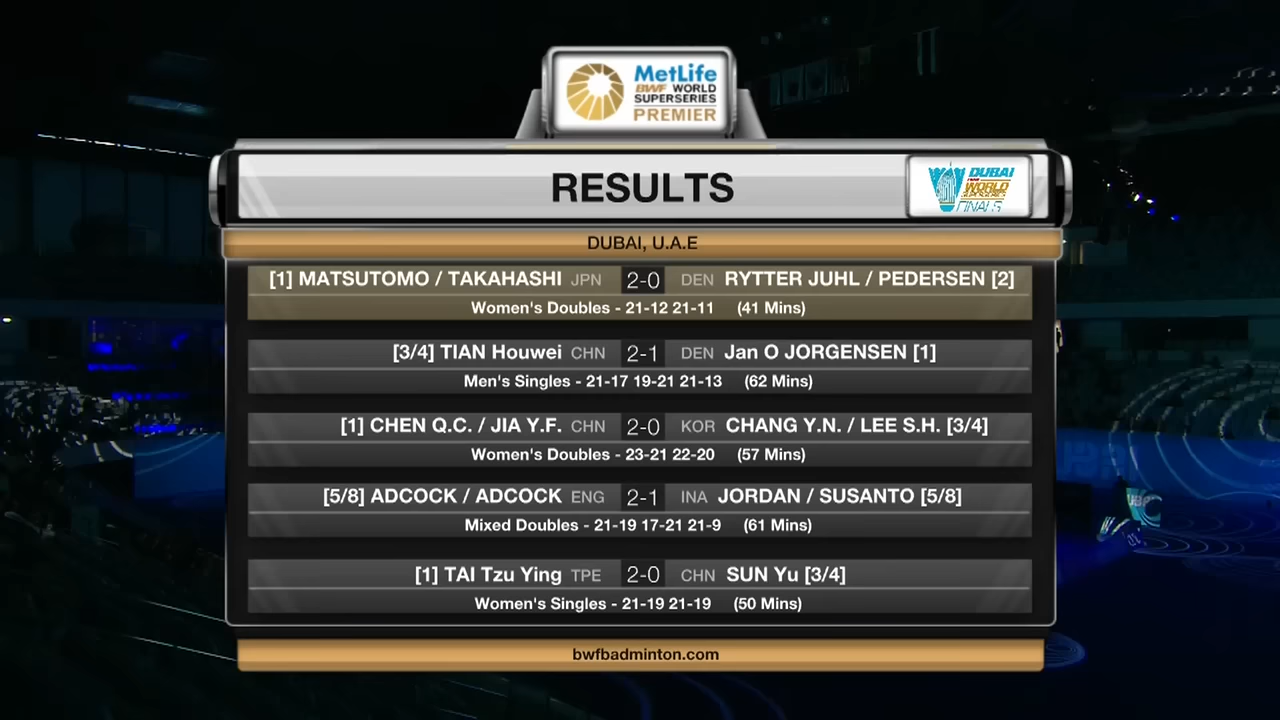 MetLife
BWF WORLD
SUPERSERIES
PREMIER
RESULTS
DUBAI
WORLD
FINALS
DUBAI, U.A.E
[1] MATSUTOMO / TAKAHASHI JPN 2-0 DEN RYTTER JUHL / PEDERSEN [2]
Women's Doubles - 21-12 21-11 (41 Mins)
[3/4] TIAN Houwei CHN 2-1 DEN Jan O JORGENSEN [1]
Men's Singles - 21-17 19-21 21-13 (62 Mins)
[1] CHEN Q.C. / JIA Y.F. CHN 2-0 KOR CHANG Y.N. / LEE S.H. [3/4]
Women's Doubles - 23-21 22-20 (57 Mins)
[5/8] ADCOCK / ADCOCK ENG 2-1 INA JORDAN / SUSANTO [5/8]
Mixed Doubles - 21-19 17-21 21-9 (61 Mins)
[1] TAI Tzu Ying TPE 2-0 CHN SUN Yu [3/4]
Women's Singles - 21-19 21-19 (50 Mins)
bwfbadminton.com